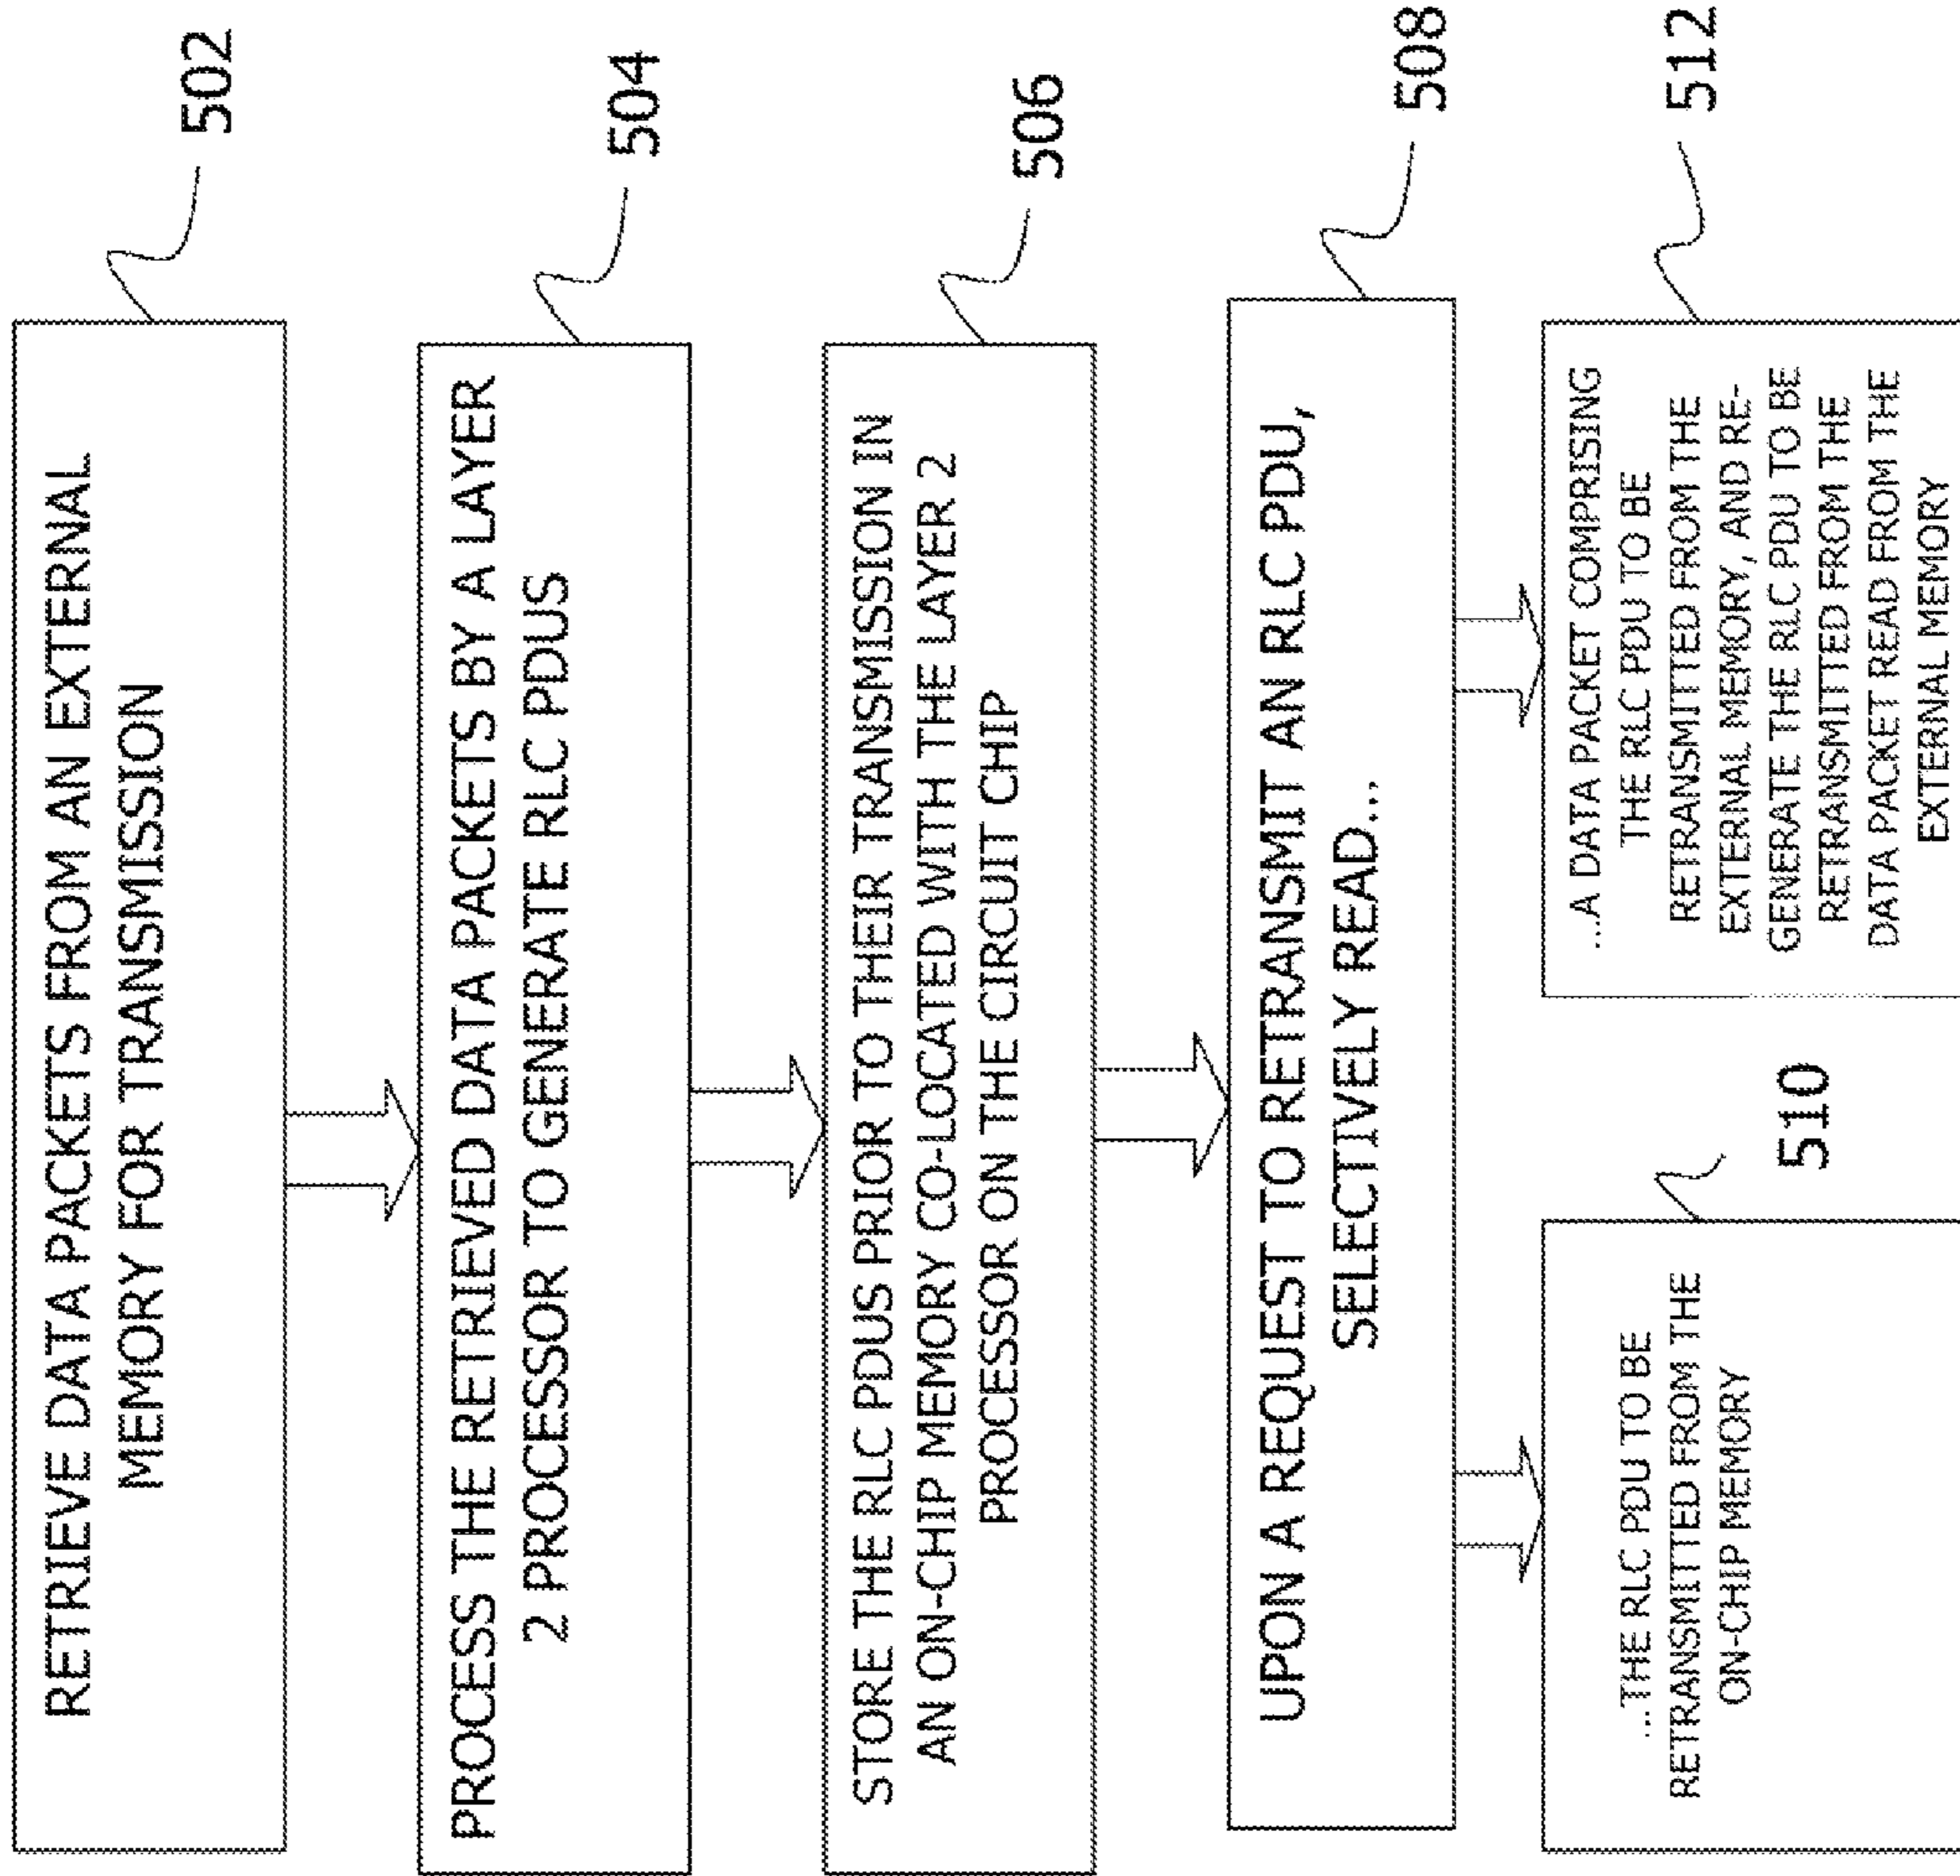 RETRIEVE DATA PACKETS FROM AN EXTERNAL
MEMORY FOR TRANSMISSION
502
PROCESS THE RETRIEVED DATA PACKETS BY A LAYER
2 PROCESSOR TO GENERATE RLC PDUS
504
STORE THE RLC PDUS PRIOR TO THEIR TRANSMISSION IN
AN ON-CHIP MEMORY CO-LOCATED WITH THE LAYER 2
PROCESSOR ON THE CIRCUIT CHIP
506
UPON A REQUEST TO RETRANSMIT AN RLC PDU,
SELECTIVELY READ...
508
...THE RLC PDU TO BE
RETRANSMITTED FROM THE
ON-CHIP MEMORY
510
...A DATA PACKET COMPRISING
THE RLC PDU TO BE
RETRANSMITTED FROM THE
EXTERNAL MEMORY, AND RE-
GENERATE THE RLC PDU TO BE
RETRANSMITTED FROM THE
DATA PACKET READ FROM THE
EXTERNAL MEMORY
512